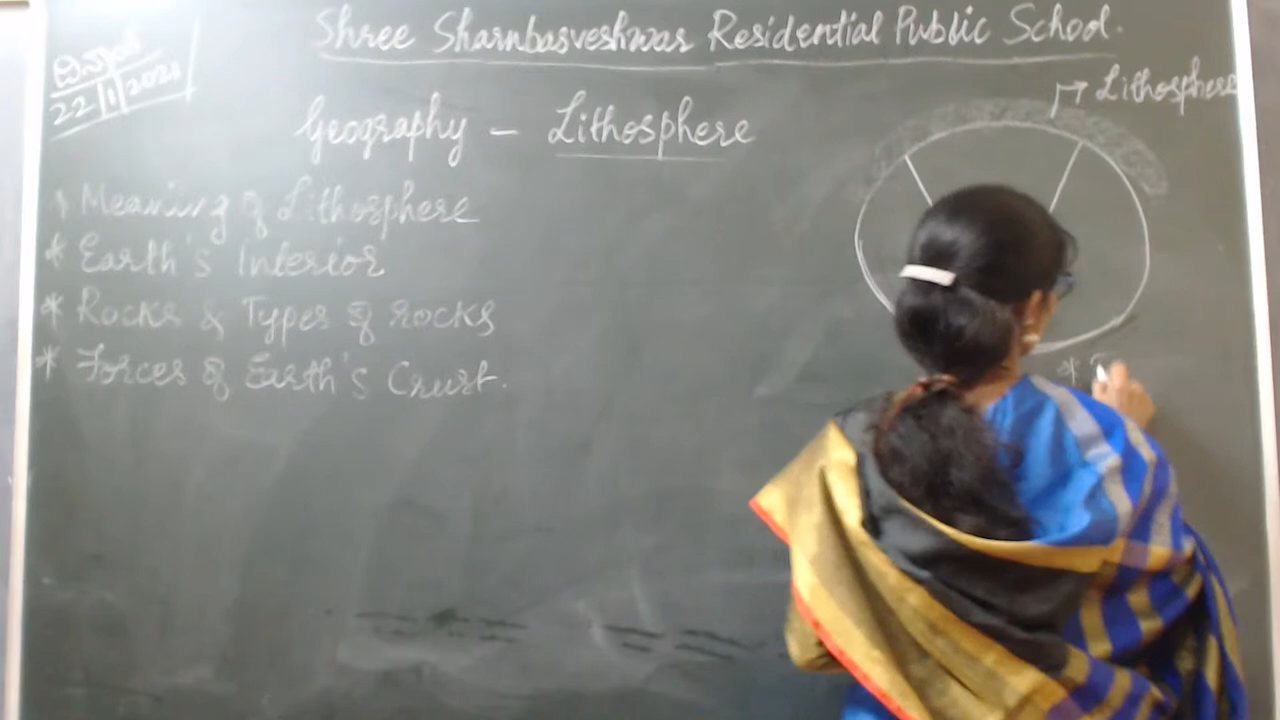 Shree Sharnbasveshwar Residential Public School.
ದಿನಾಂಕ
22/1/2021
Lithosphere
Geography - Lithosphere
* Meaning of Lithosphere
* Earth's Interior
* Rocks & Types of rocks
* Forces of Earth's Crust.
*